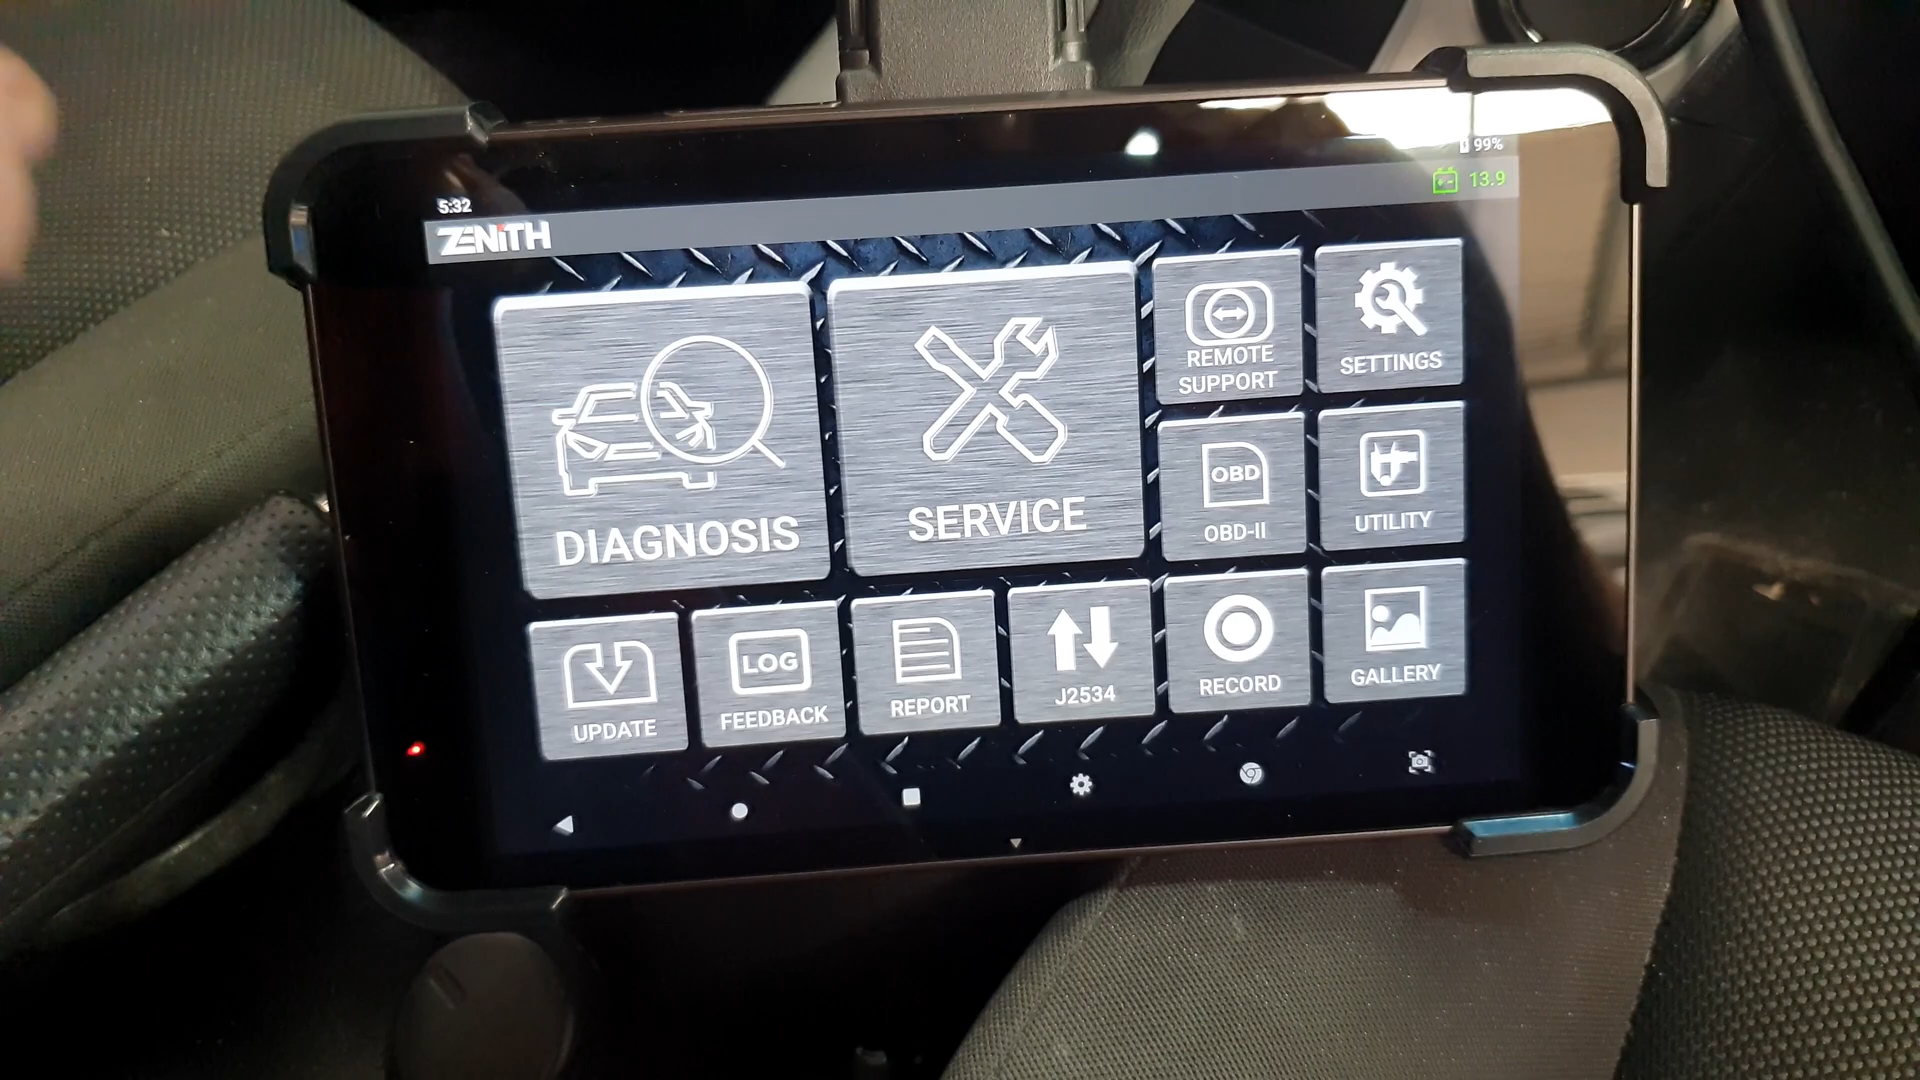 99%
5:32
13.9
ZENITH
DIAGNOSIS
SERVICE
REMOTE
SUPPORT
SETTINGS
OBD
OBD-II
UTILITY
UPDATE
LOG
FEEDBACK
REPORT
J2534
RECORD
GALLERY